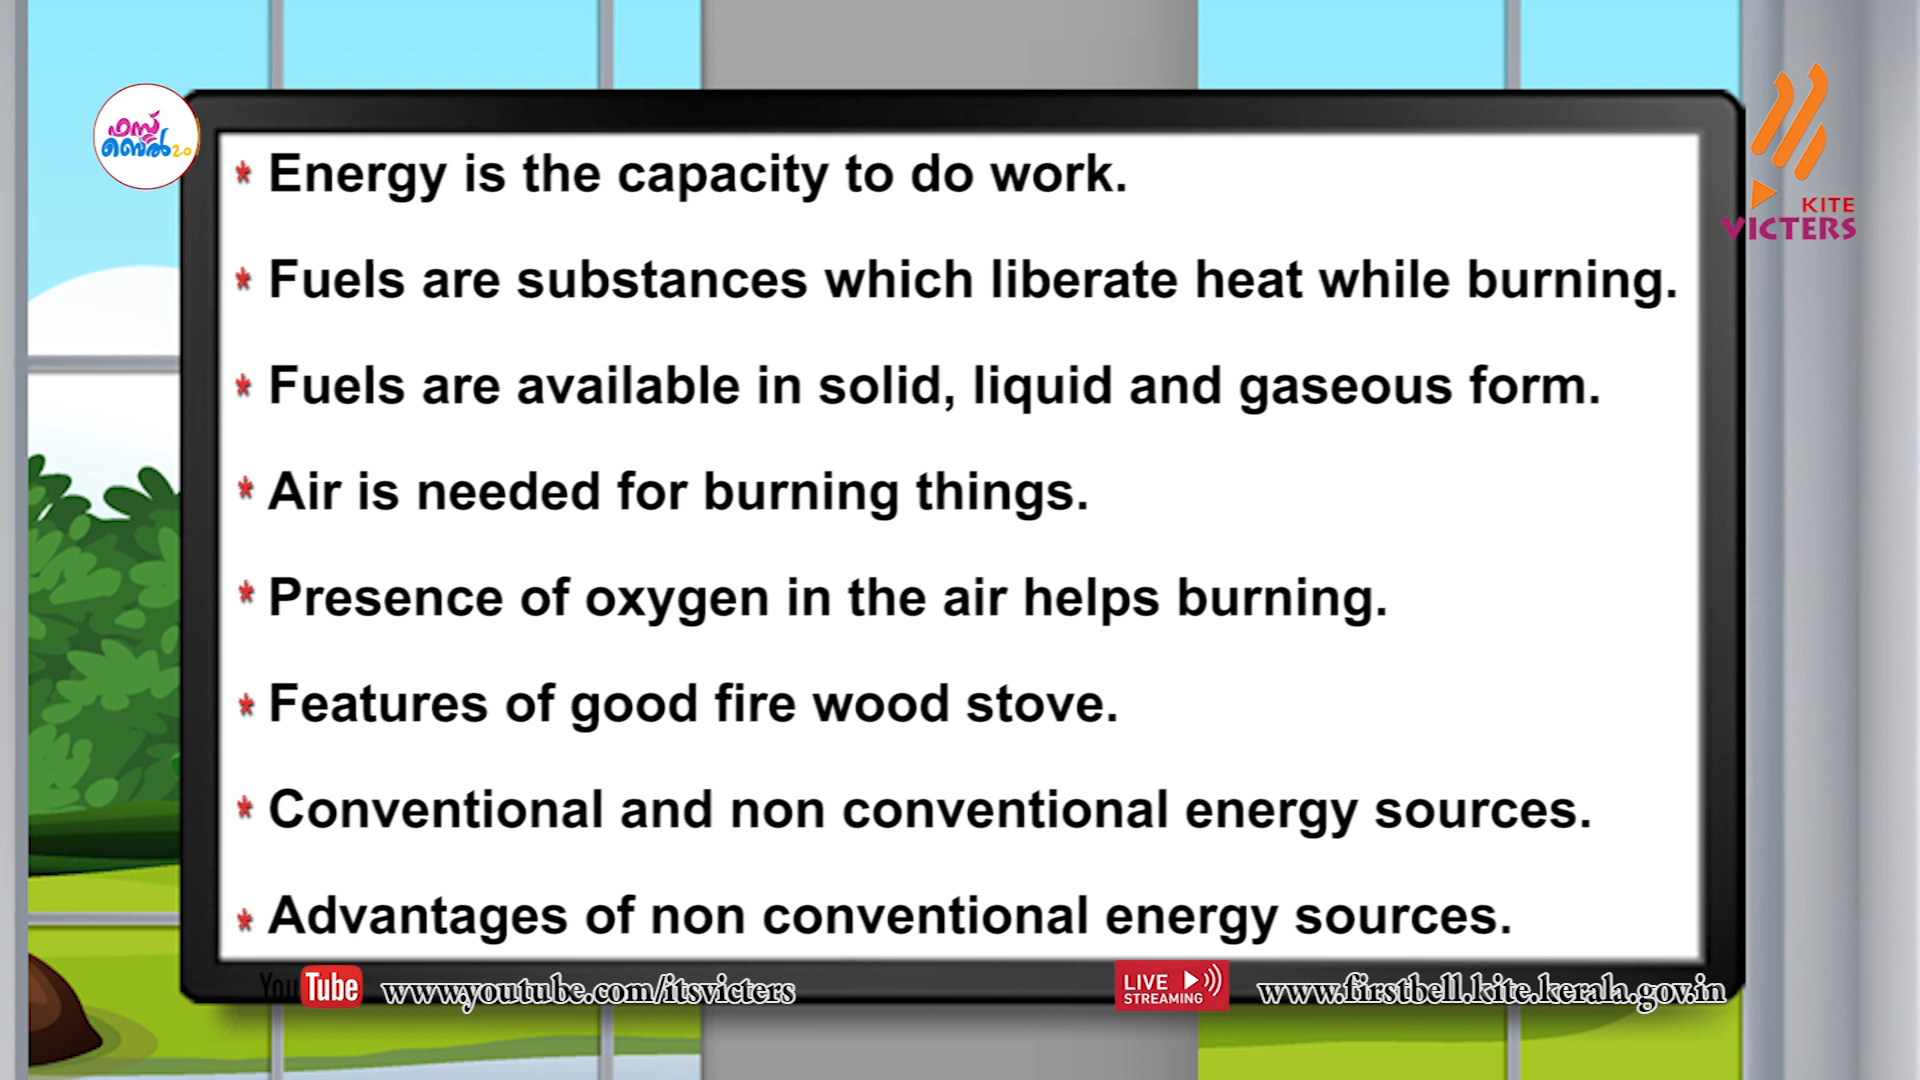 ഫസ്റ്റ്
ബെൽ 2.0
KITE
VICTERS
* Energy is the capacity to do work.
* Fuels are substances which liberate heat while burning.
* Fuels are available in solid, liquid and gaseous form.
* Air is needed for burning things.
* Presence of oxygen in the air helps burning.
* Features of good fire wood stove.
* Conventional and non conventional energy sources.
* Advantages of non conventional energy sources.
YouTube www.youtube.com/itsvicters
LIVE STREAMING www.firstbell.kite.kerala.gov.in